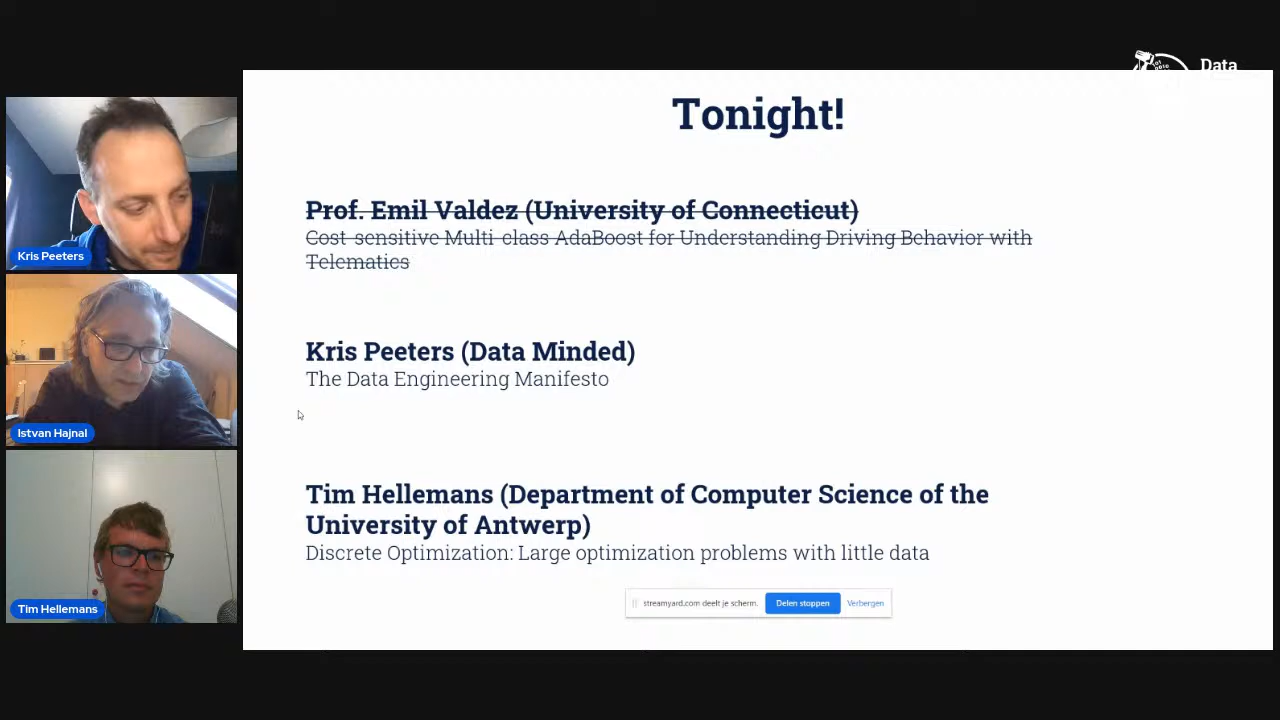 Data
Tonight!
Prof. Emil Valdez (University of Connecticut)
Cost-sensitive Multi-class AdaBoost for Understanding Driving Behavior with
Telematics
Kris Peeters (Data Minded)
The Data Engineering Manifesto
Tim Hellemans (Department of Computer Science of the
University of Antwerp)
Discrete Optimization: Large optimization problems with little data
streamyard.com deelt je scherm.
Delen stoppen
Verbergen
Kris Peeters
Istvan Hajnal
Tim Hellemans